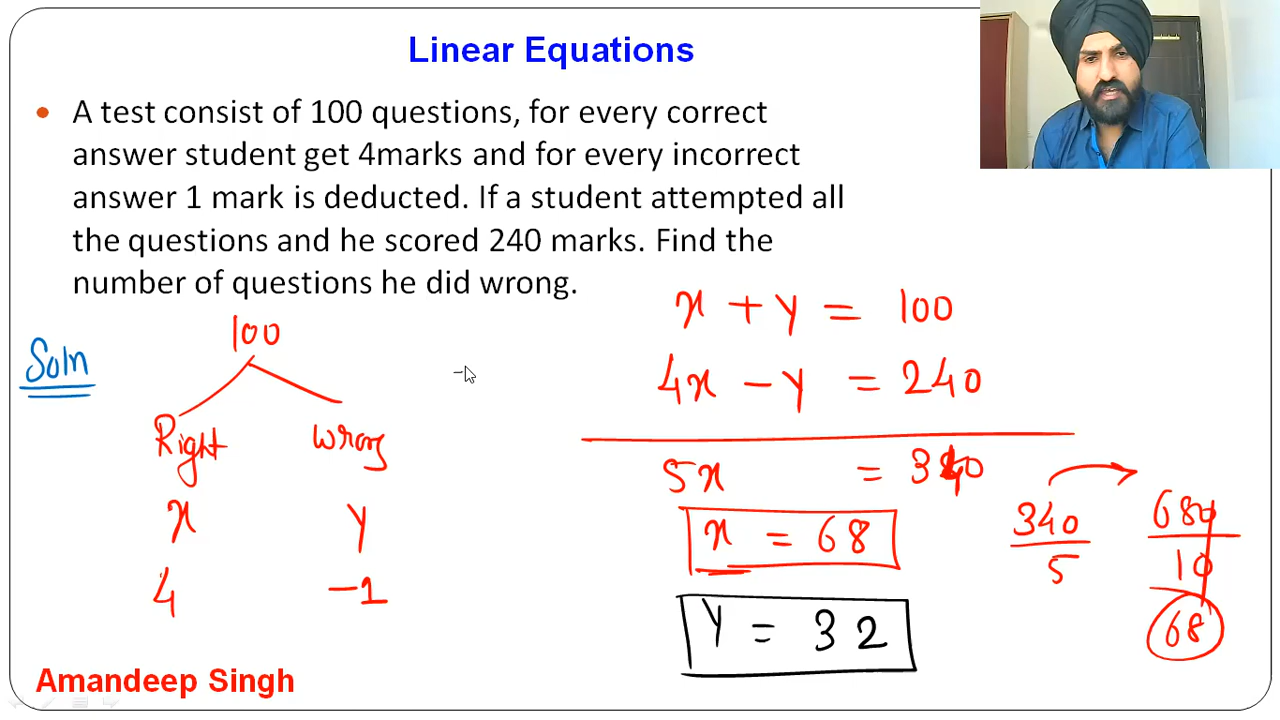 Linear Equations
• A test consist of 100 questions, for every correct
answer student get 4marks and for every incorrect
answer 1 mark is deducted. If a student attempted all
the questions and he scored 240 marks. Find the
number of questions he did wrong.
Soln
100
Right wrong
x y
4 -1
x + y = 100
4x - y = 240
5x = 340
x = 68
y = 32
340
5
680
10
68
Amandeep Singh